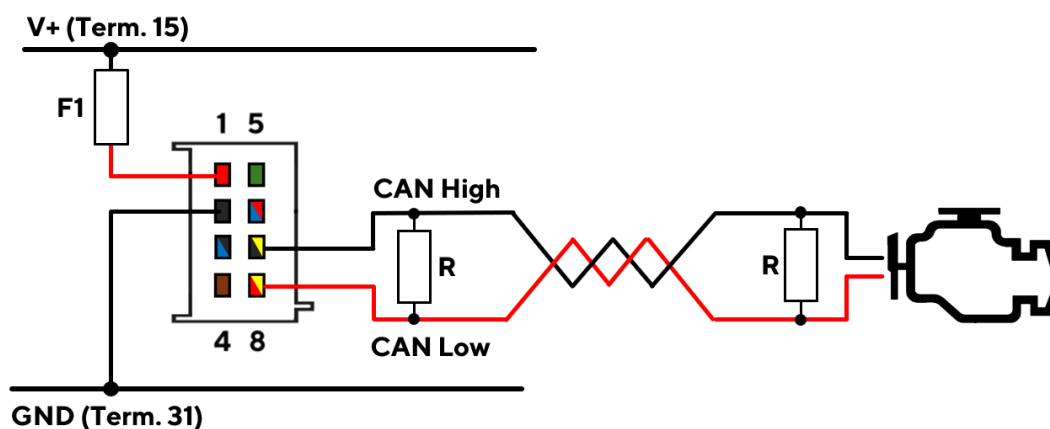 V+ (Term. 15)
F1
1 5
CAN High
R
R
4 8
CAN Low
GND (Term. 31)